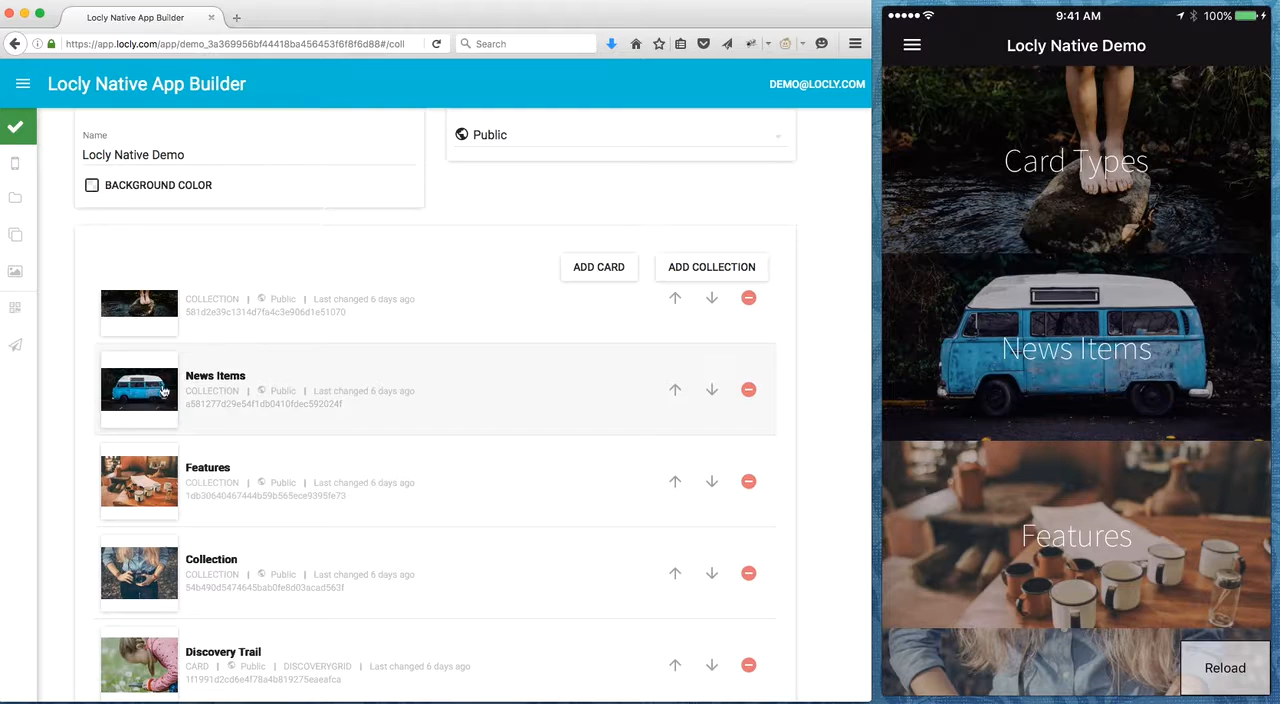 Locly Native App Builder
https://app.locly.com/app/demo_3a369956bf44418ba456453f6f8f6d88#/coll
Search
Locly Native App Builder
DEMO@LOCLY.COM
Name
Locly Native Demo
BACKGROUND COLOR
Public
ADD CARD
ADD COLLECTION
COLLECTION | Public | Last changed 6 days ago
581d2e39c1314d7fa4c3e906d1e51070
News Items
COLLECTION | Public | Last changed 6 days ago
a581277d29e54f1db0410fdec592024f
Features
COLLECTION | Public | Last changed 6 days ago
1db30640467444b59b565ece9395fe73
Collection
COLLECTION | Public | Last changed 6 days ago
54b490d5474645bab0fe8d03acad563f
Discovery Trail
CARD | Public | DISCOVERYGRID | Last changed 6 days ago
1f1991d2cd6e4f78a4b819275eaeafca
9:41 AM
100%
Locly Native Demo
Card Types
News Items
Features
Reload